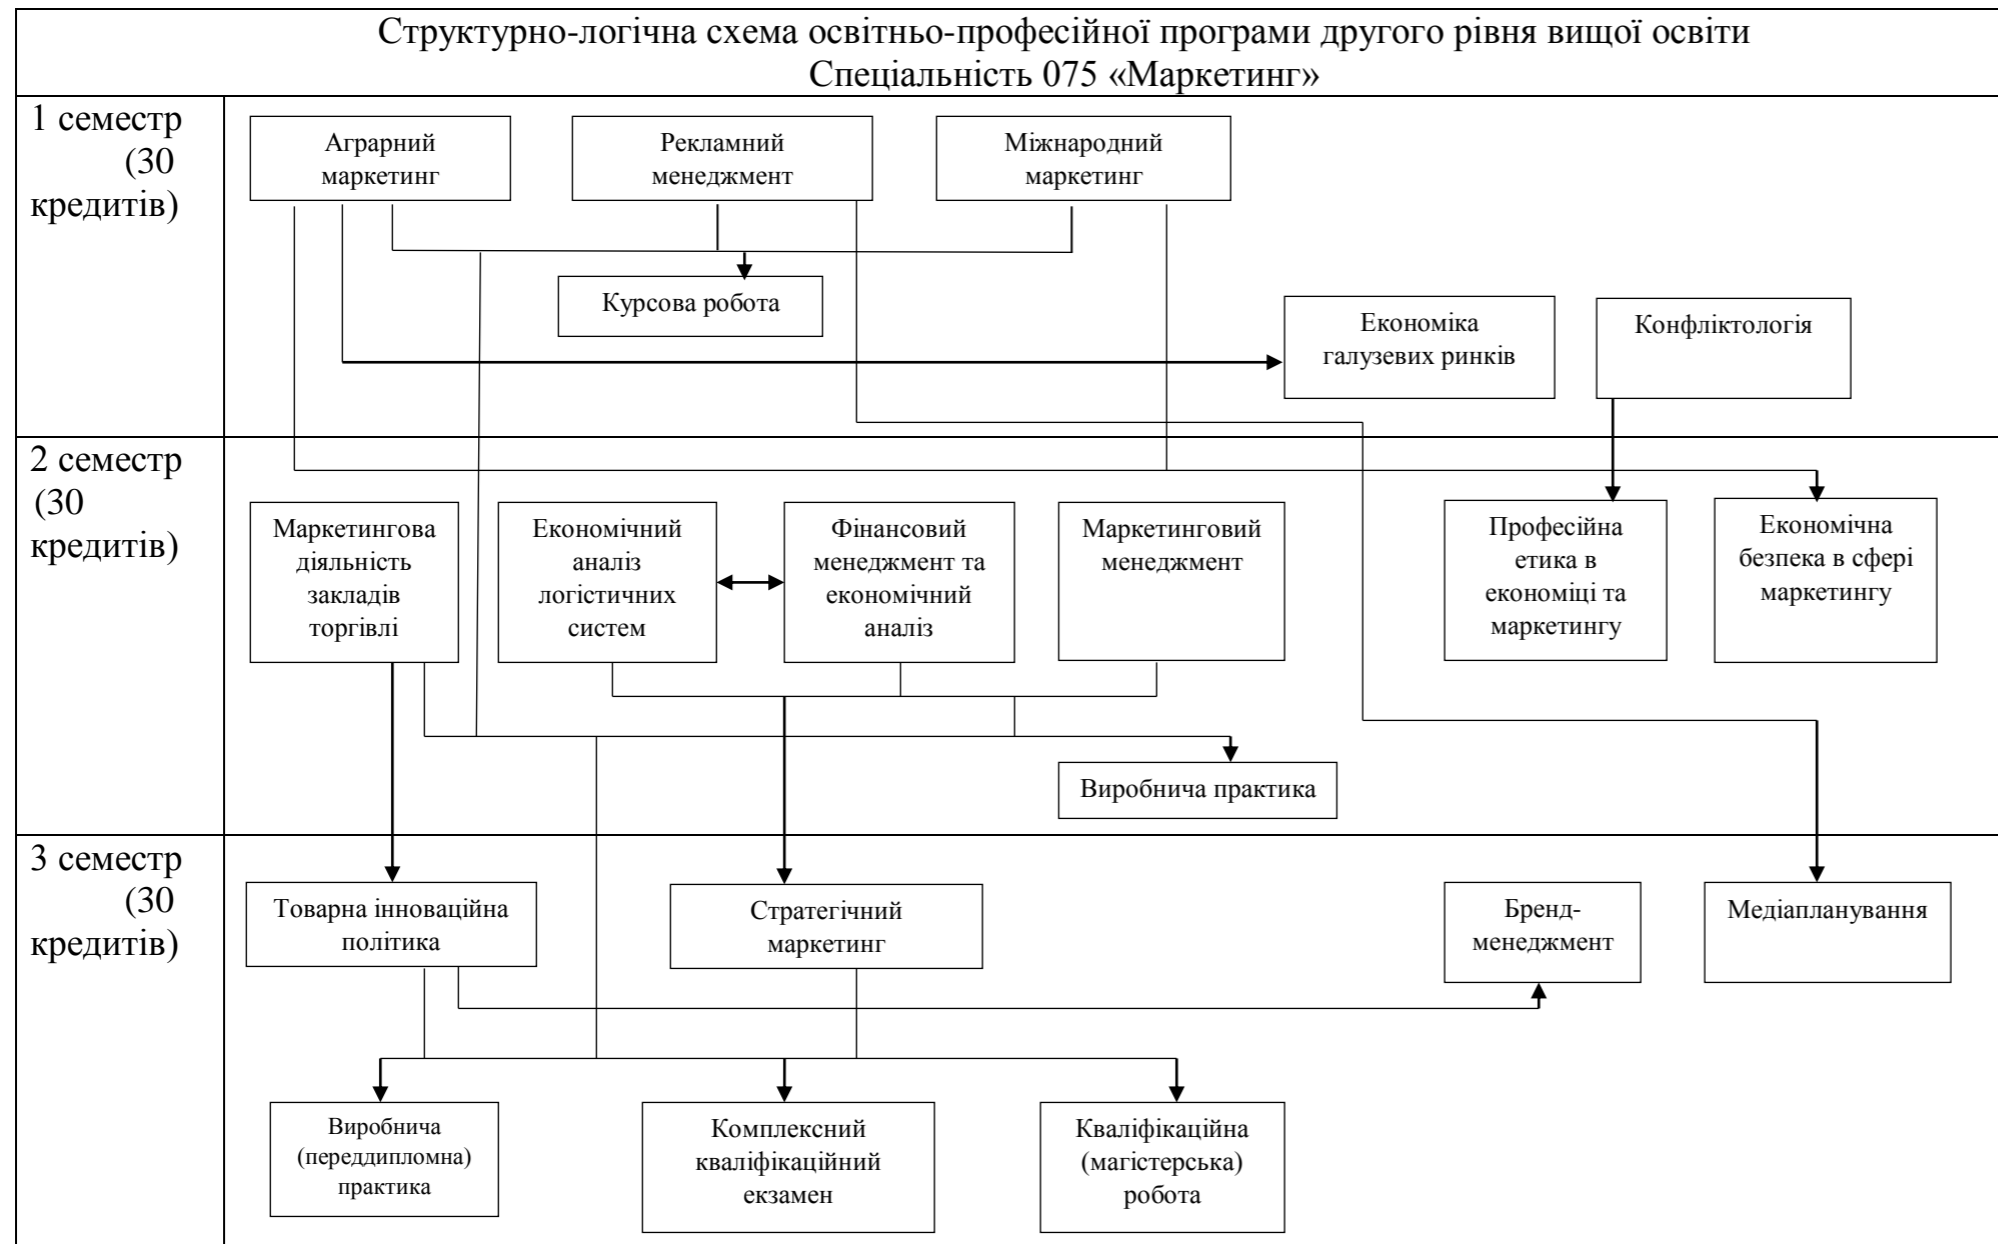 Структурно-логічна схема освітньо-професійної програми другого рівня вищої освіти
Спеціальність 075 «Маркетинг»
1 семестр
(30
кредитів)
Аграрний
маркетинг
Рекламний
менеджмент
Міжнародний
маркетинг
Курсова робота
Економіка
галузевих ринків
Конфліктологія
2 семестр
(30
кредитів)
Маркетингова
діяльність
закладів
торгівлі
Економічний
аналіз
логістичних
систем
Фінансовий
менеджмент та
економічний
аналіз
Маркетинговий
менеджмент
Професійна
етика в
економіці та
маркетингу
Економічна
безпека в сфері
маркетингу
Виробнича практика
3 семестр
(30
кредитів)
Товарна інноваційна
політика
Стратегічний
маркетинг
Бренд-
менеджмент
Медіапланування
Виробнича
(переддипломна)
практика
Комплексний
кваліфікаційний
екзамен
Кваліфікаційна
(магістерська)
робота